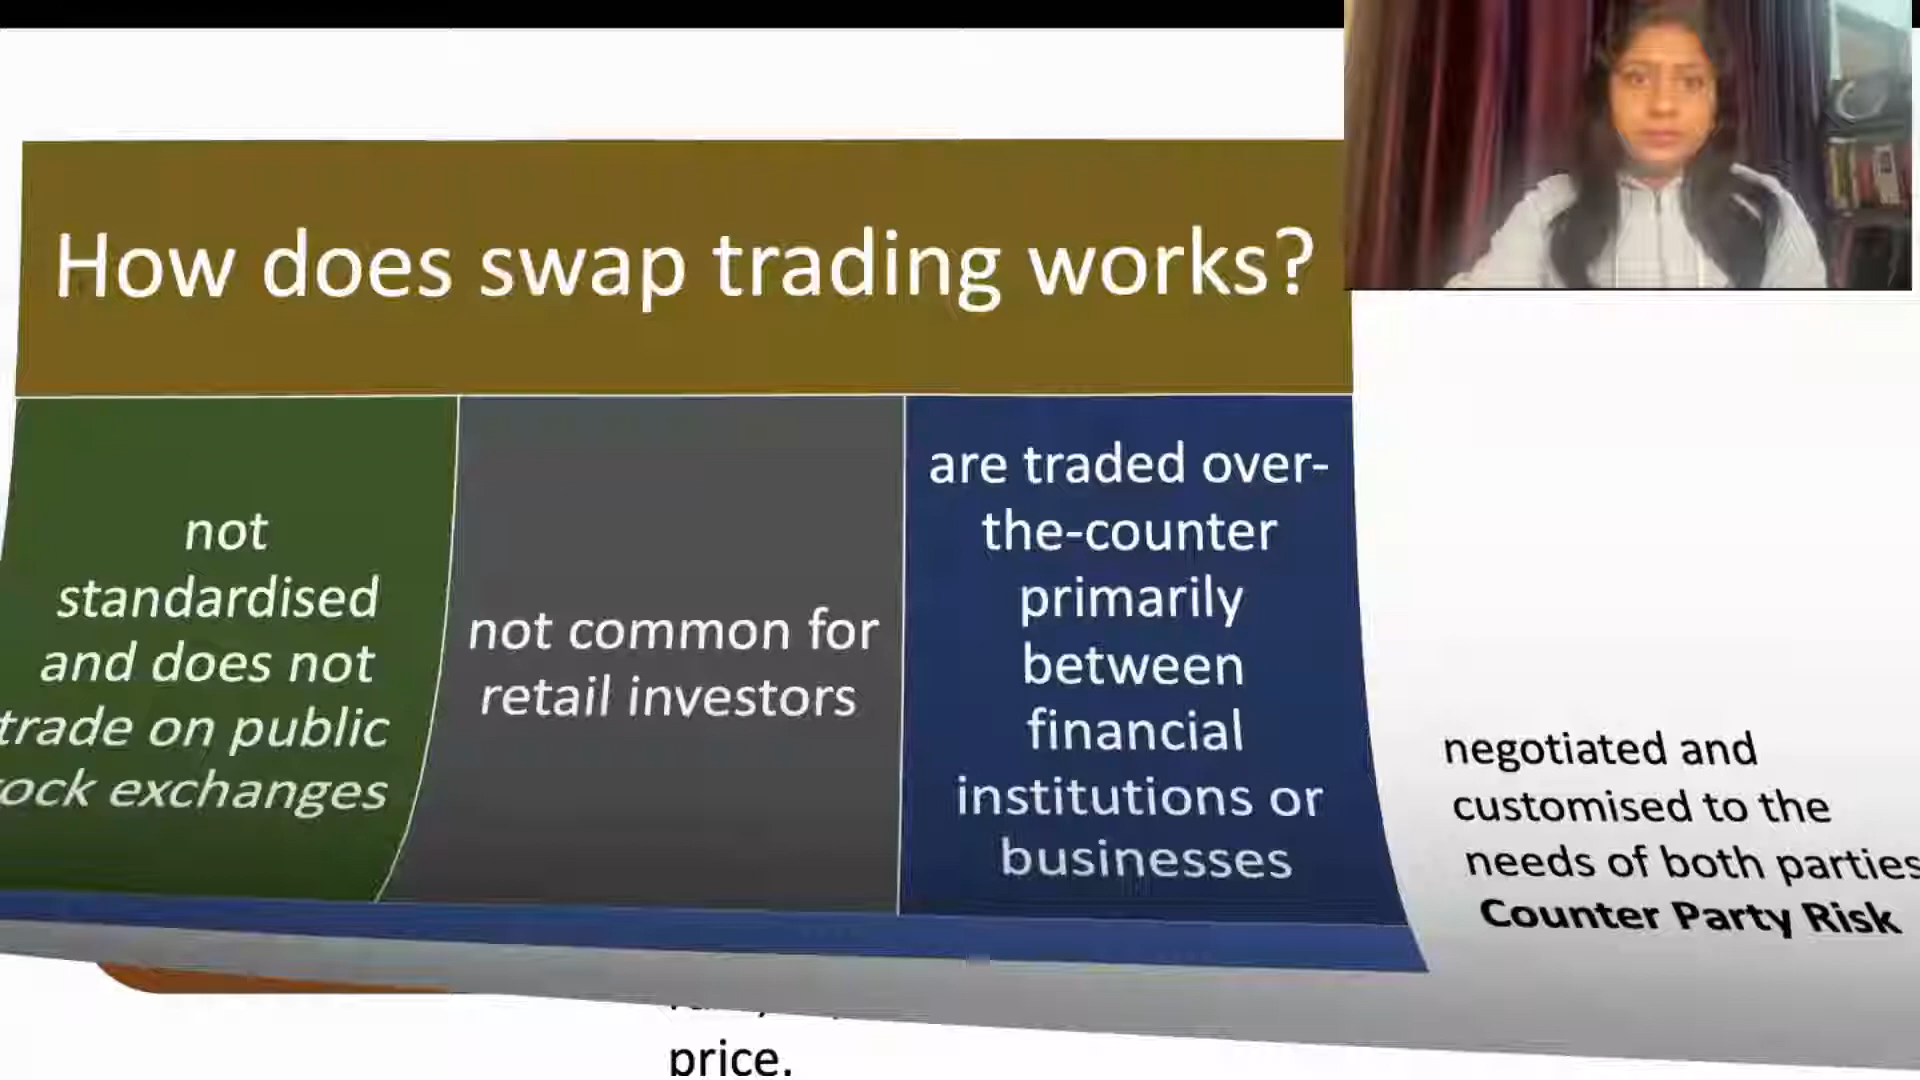 How does swap trading works?
not
standardised
and does not
trade on public
ock exchanges
not common for
retail investors
are traded over-
the-counter
primarily
between
financial
institutions or
businesses
negotiated and
customised to the
needs of both parties
Counter Party Risk
price.